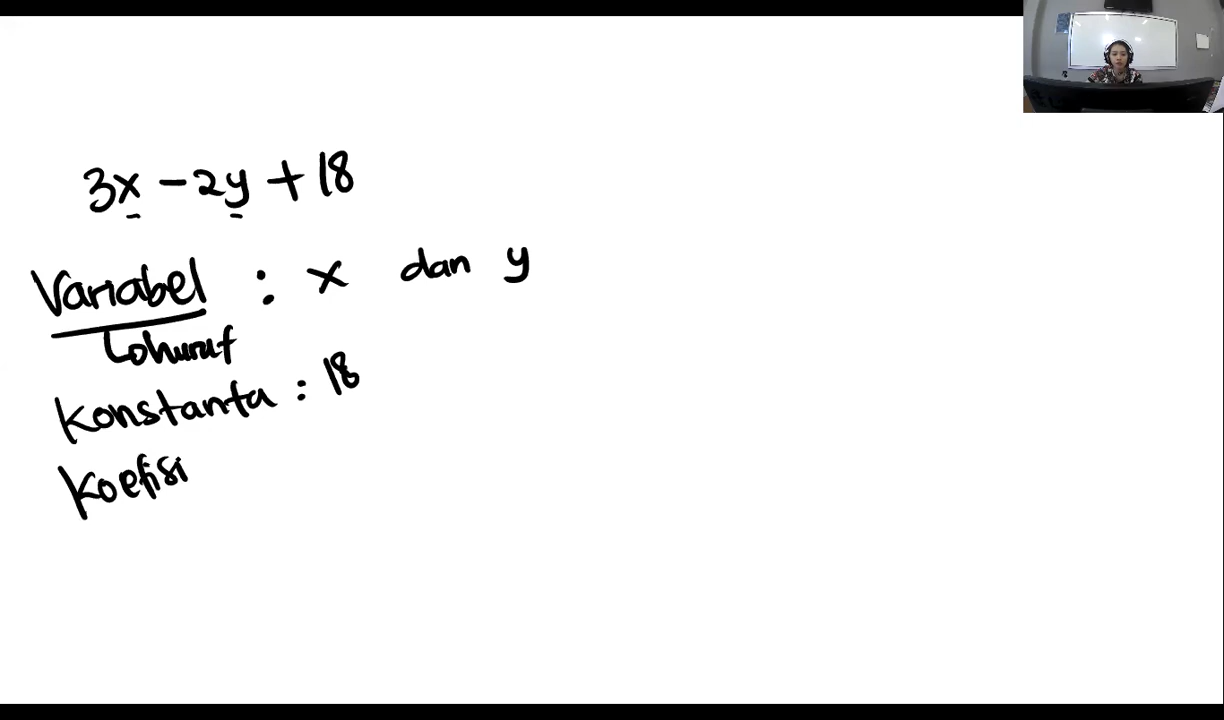 3x - 2y + 18
Variabel : x dan y
huruf
Konstanta : 18
Koefisi